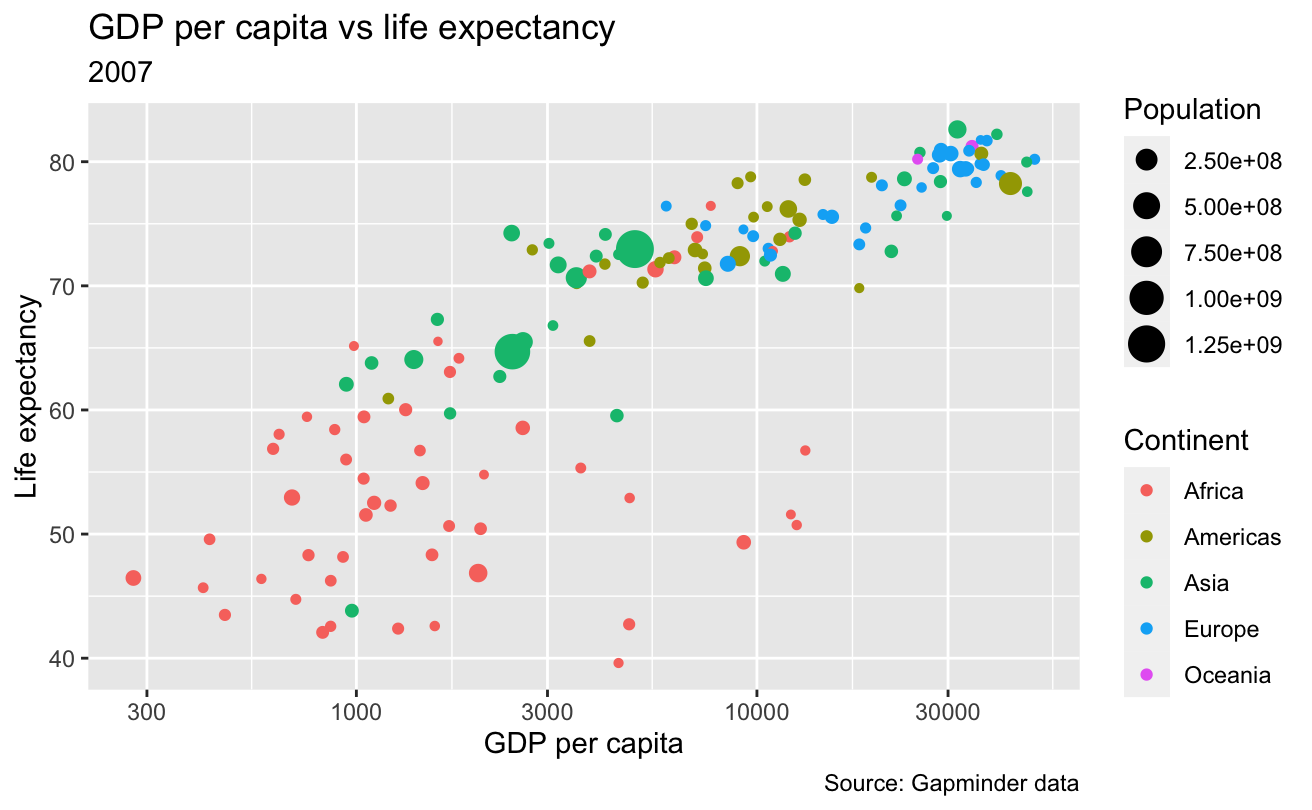 GDP per capita vs life expectancy
2007
Life expectancy
80
70
60
50
40
300 1000 3000 10000 30000
GDP per capita
Source: Gapminder data
Population
2.50e+08
5.00e+08
7.50e+08
1.00e+09
1.25e+09
Continent
Africa
Americas
Asia
Europe
Oceania